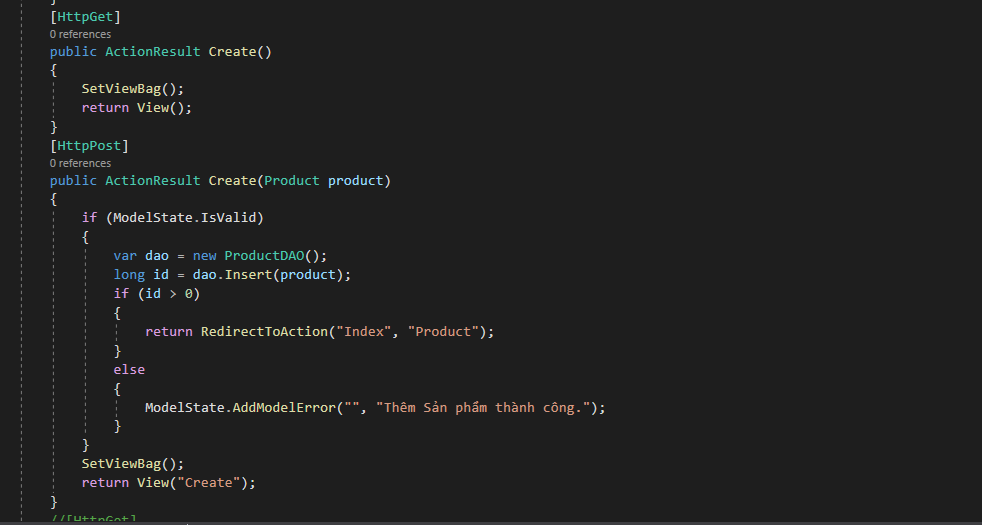 }
[HttpGet]
0 references
public ActionResult Create()
{
SetViewBag();
return View();
}
[HttpPost]
0 references
public ActionResult Create(Product product)
{
if (ModelState.IsValid)
{
var dao = new ProductDAO();
long id = dao.Insert(product);
if (id > 0)
{
return RedirectToAction("Index", "Product");
}
else
{
ModelState.AddModelError("", "Thêm Sản phẩm thành công.");
}
}
SetViewBag();
return View("Create");
}
//[HttpGet]